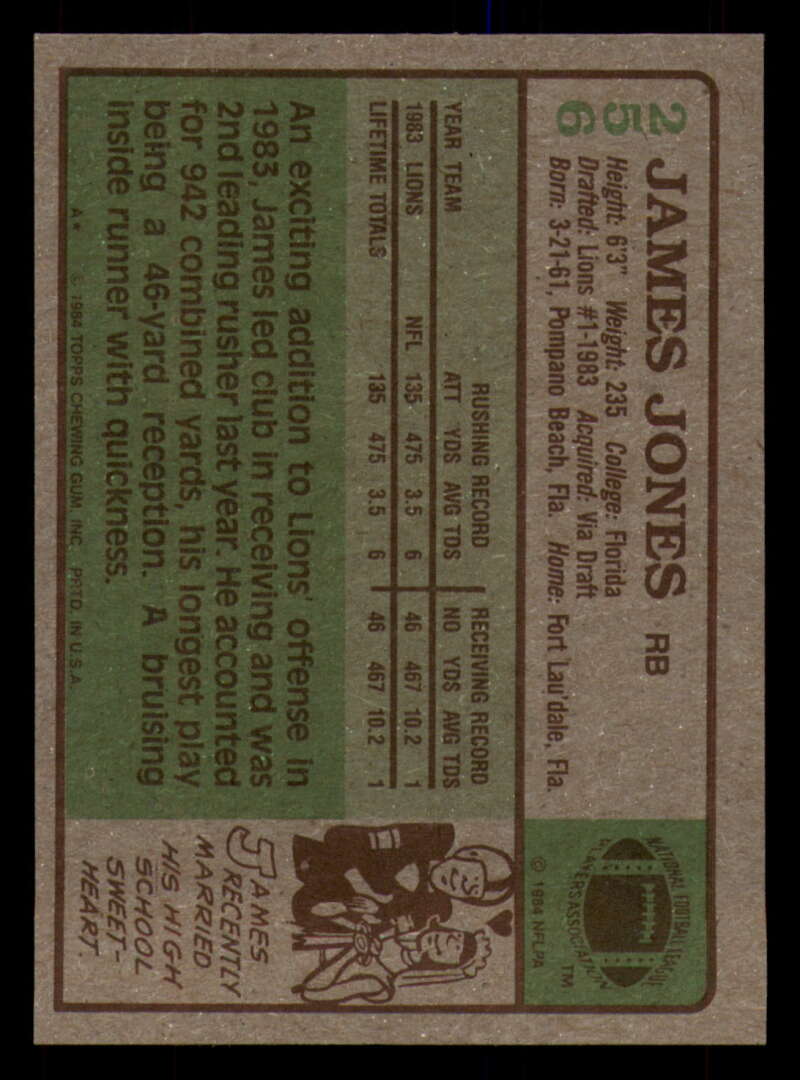 256
JAMES JONES RB
Height: 6'3" Weight: 235 College: Florida
Drafted: Lions #1-1983 Acquired: Via Draft
Born: 3-21-61, Pompano Beach, Fla. Home: Fort Lau'dale, Fla.
NATIONAL FOOTBALL LEAGUE
PLAYERS ASSOCIATION
TM
© 1984 NFLPA
RUSHING RECORD RECEIVING RECORD
YEAR TEAM ATT YDS AVG TDS NO YDS AVG TDS
1983 LIONS NFL 135 475 3.5 6 46 467 10.2 1
LIFETIME TOTALS 135 475 3.5 6 46 467 10.2 1
An exciting addition to Lions' offense in
1983, James led club in receiving and was
2nd leading rusher last year. He accounted
for 942 combined yards, his longest play
being a 46-yard reception. A bruising
inside runner with quickness.
A* © 1984 TOPPS CHEWING GUM, INC. PRTD. IN U.S.A.
JAMES
RECENTLY
MARRIED
HIS HIGH
SCHOOL
SWEET-
HEART.